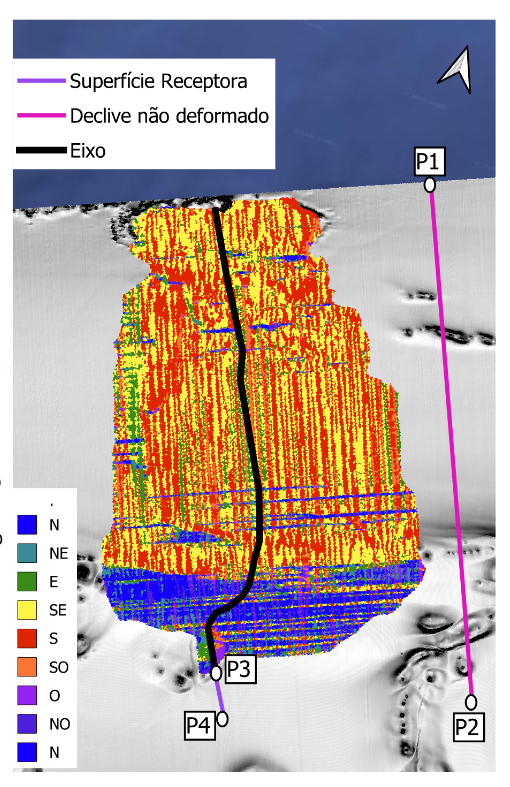 Superfície Receptora
Declive não deformado
Eixo
P1
.
N
NE
E
SE
S
SO
O
NO
N
P3
P4
P2